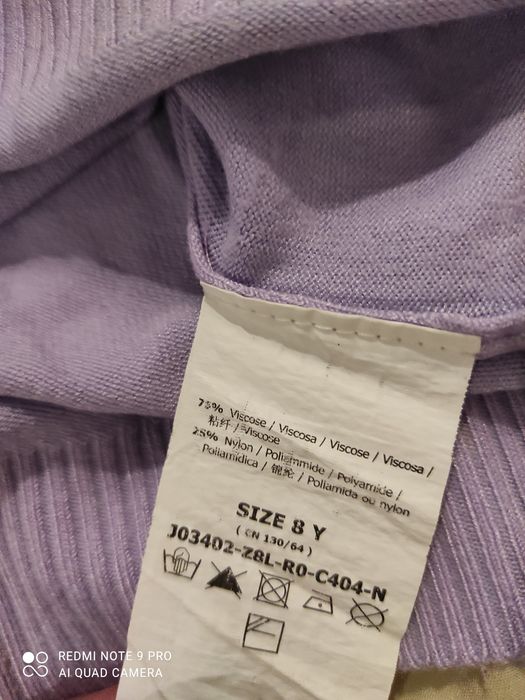 75% Viscose / Viscosa / Viscose / Viscosa /
粘纤 / Viscose
25% Nylon / Poliammide / Polyamide /
Poliamidica / 锦纶 / Poliamida ou nylon
SIZE 8 Y
( CN 130/64 )
J03402-Z8L-R0-C404-N
REDMI NOTE 9 PRO
AI QUAD CAMERA